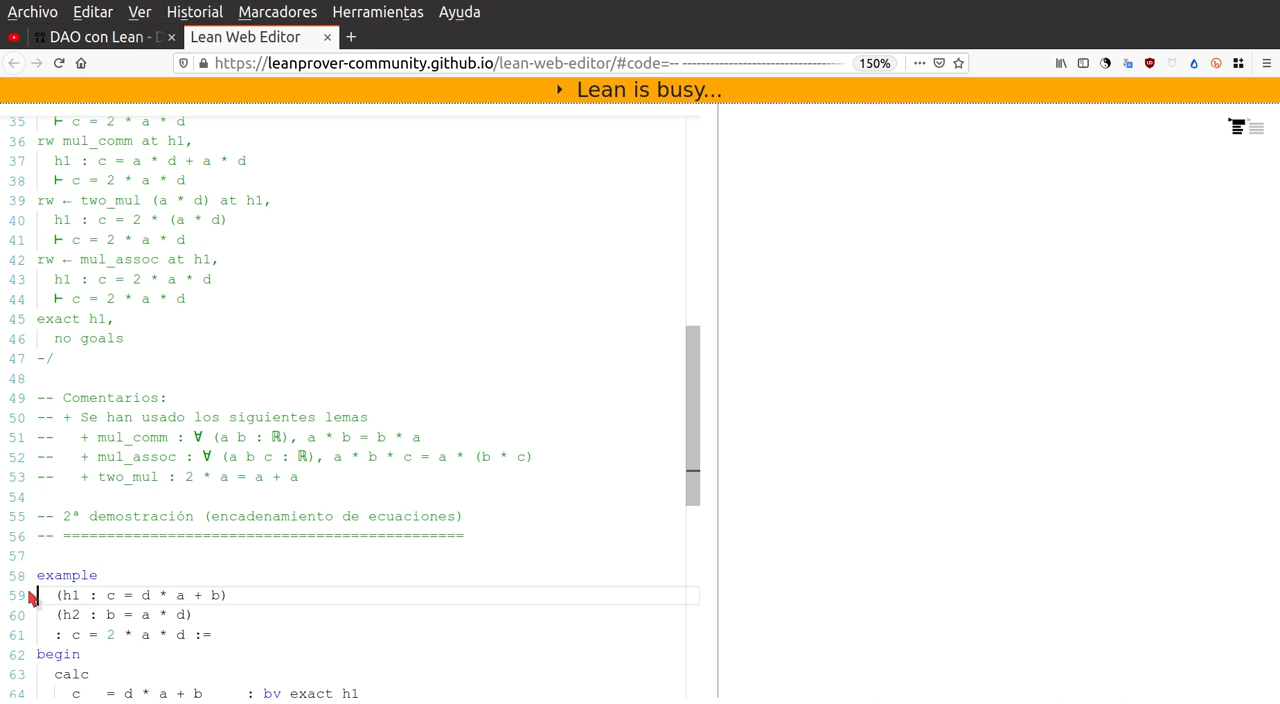 Archivo Editar Ver Historial Marcadores Herramientas Ayuda
DAO con Lean - D × Lean Web Editor × +
https://leanprover-community.github.io/lean-web-editor/#code=-- 150%
Lean is busy...
35 ⊢ c = 2 * a * d
36 rw mul_comm at h1,
37 h1 : c = a * d + a * d
38 ⊢ c = 2 * a * d
39 rw ← two_mul (a * d) at h1,
40 h1 : c = 2 * (a * d)
41 ⊢ c = 2 * a * d
42 rw ← mul_assoc at h1,
43 h1 : c = 2 * a * d
44 ⊢ c = 2 * a * d
45 exact h1,
46 no goals
47 -/
48
49 -- Comentarios:
50 -- + Se han usado los siguientes lemas
51 -- + mul_comm : ∀ (a b : ℝ), a * b = b * a
52 -- + mul_assoc : ∀ (a b c : ℝ), a * b * c = a * (b * c)
53 -- + two_mul : 2 * a = a + a
54
55 -- 2ª demostración (encadenamiento de ecuaciones)
56 -- ==============================================
57
58 example
59 (h1 : c = d * a + b)
60 (h2 : b = a * d)
61 : c = 2 * a * d :=
62 begin
63 calc
64 c = d * a + b : by exact h1